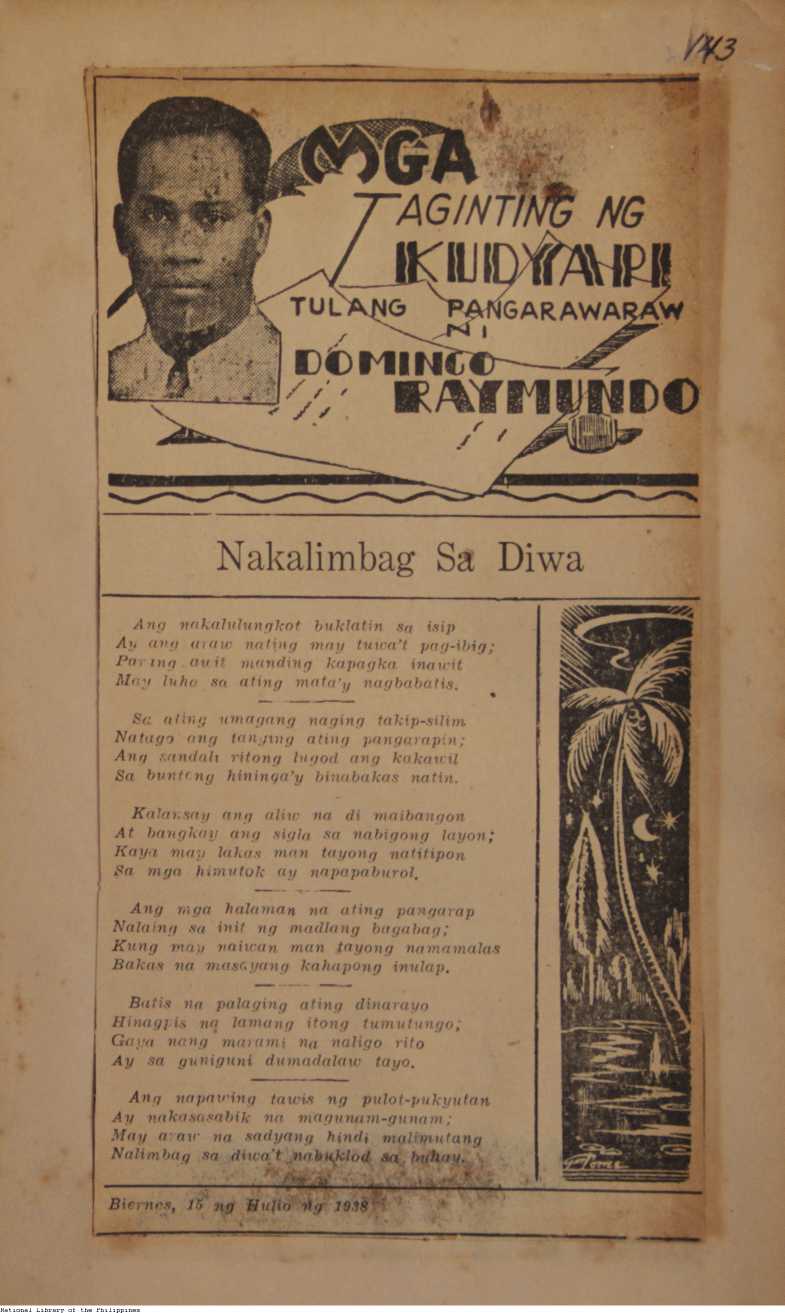 143
MGA
TAGINTING NG
KUDYAPI
TULANG PANGARAWARAW
NI
DOMINGO
RAYMUNDO
Nakalimbag Sa Diwa
Ang nakalulungkot buklatin sa isip
Ay ang araw nating may tuwa't pag-ibig;
Paring awit manding kapagka inawit
May luha sa ating mata'y nagbabatis.
Sa ating umagang naging takip-silim
Natago ang tanging ating pangarapin;
Ang sandali ritong lugod ang kakawil
Sa buntong hininga'y binabakas natin.
Kalansay ang aliw na di maibangon
At bangkay ang sigla sa nabigong layon;
Kaya may lakas man tayong natitipon
Sa mga himutok ay napapaburol.
Ang mga halaman na ating pangarap
Nalaing sa init ng madlang bagabag;
Kung may naiwan man tayong namamalas
Bakas na masayang kahapong inulap.
Batis na palaging ating dinarayo
Hinagpis na lamang itong tumutungo;
Gaya nang marami na naligo rito
Ay sa guniguni dumadalaw tayo.
Ang napawing tawis ng pulot-pukyutan
Ay nakasasabik na magunam-gunam;
May araw na sadyang hindi malimutang
Nalimbag sa diwa't nabuklod sa buhay.
Biernes, 15 ng Hulio ng 1938
National Library of the Philippines